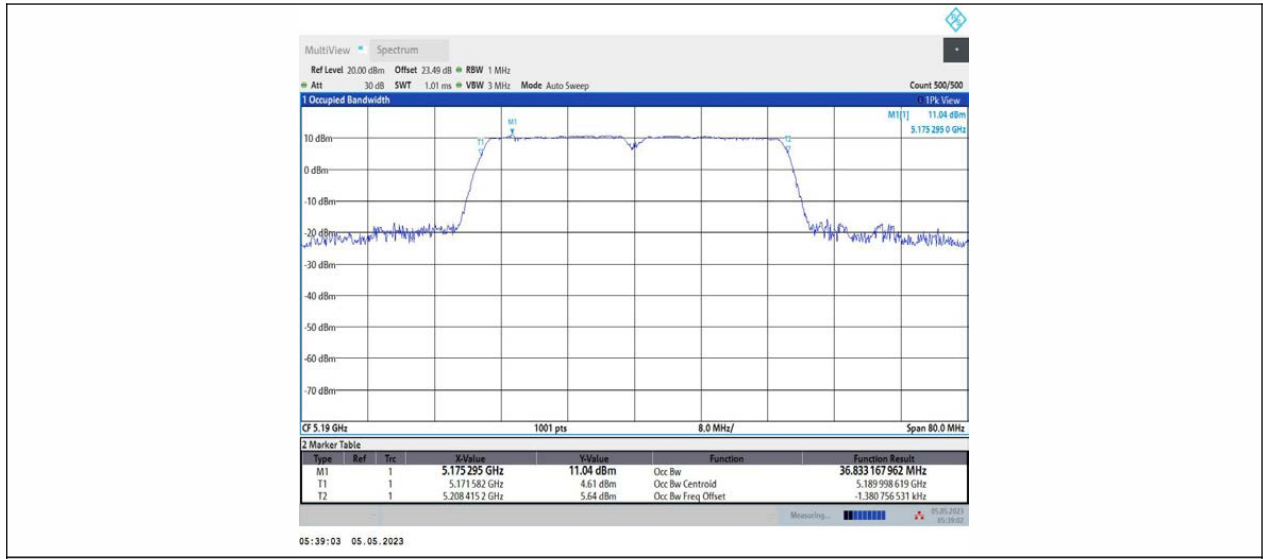 MultiView Spectrum
Ref Level 20.00 dBm Offset 23.49 dB RBW 1 MHz
Att 30 dB SWT 1.01 ms VBW 3 MHz Mode Auto Sweep Count 500/500
1 Occupied Bandwidth 1Pk View
M1[1] 11.04 dBm
5.175 295 0 GHz
M1
T1 T2
10 dBm
0 dBm
-10 dBm
-20 dBm
-30 dBm
-40 dBm
-50 dBm
-60 dBm
-70 dBm
CF 5.19 GHz 1001 pts 8.0 MHz/ Span 80.0 MHz
2 Marker Table
Type Ref Trc X-Value Y-Value Function Function Result
M1 1 5.175 295 GHz 11.04 dBm Occ Bw 36.833 167 962 MHz
T1 1 5.171 582 GHz 4.61 dBm Occ Bw Centroid 5.189 998 619 GHz
T2 1 5.208 415 2 GHz 5.64 dBm Occ Bw Freq Offset -1.380 756 531 kHz
Measuring... 05.05.2023
05:39:02
05:39:03 05.05.2023